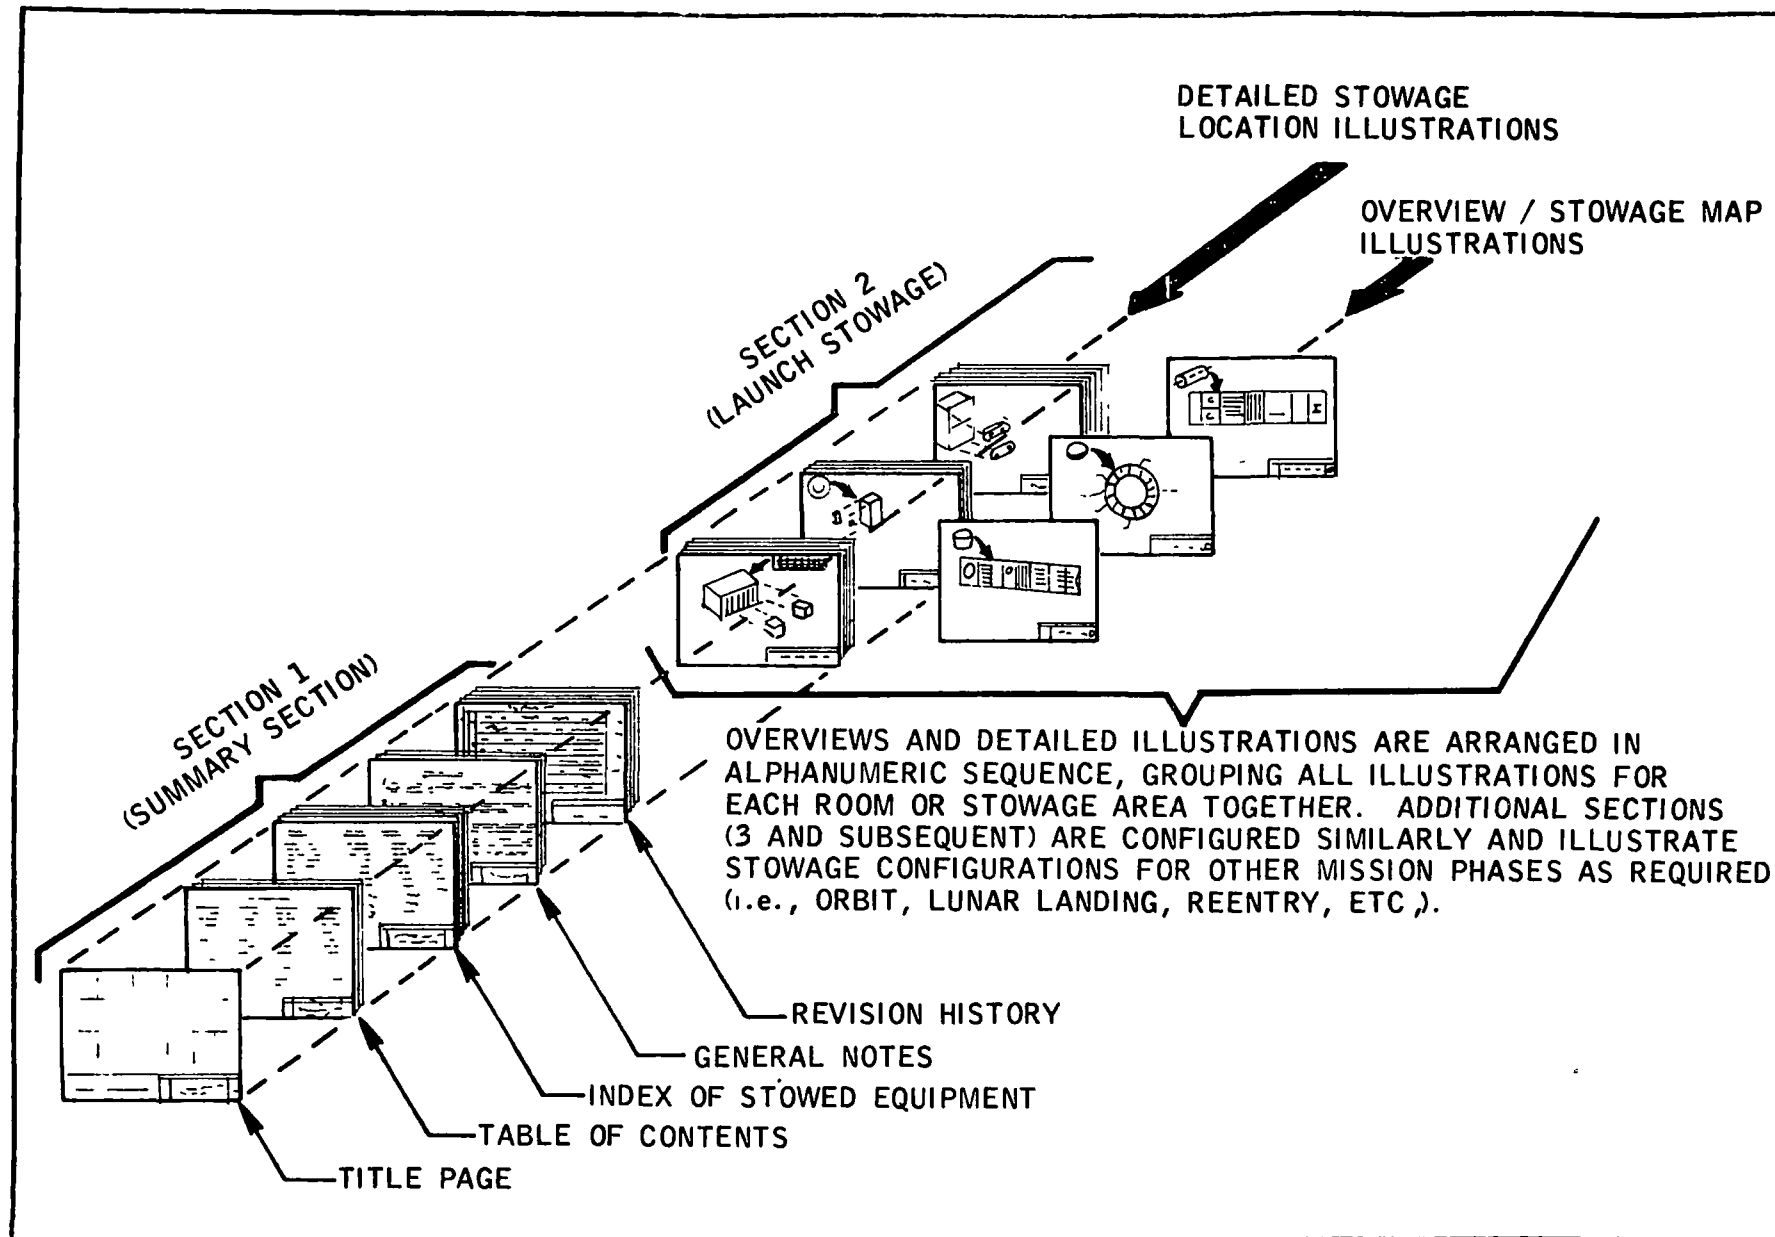 DETAILED STOWAGE
LOCATION ILLUSTRATIONS
OVERVIEW / STOWAGE MAP
ILLUSTRATIONS
SECTION 2
(LAUNCH STOWAGE)
SECTION 1
(SUMMARY SECTION)
OVERVIEWS AND DETAILED ILLUSTRATIONS ARE ARRANGED IN
ALPHANUMERIC SEQUENCE, GROUPING ALL ILLUSTRATIONS FOR
EACH ROOM OR STOWAGE AREA TOGETHER. ADDITIONAL SECTIONS
(3 AND SUBSEQUENT) ARE CONFIGURED SIMILARLY AND ILLUSTRATE
STOWAGE CONFIGURATIONS FOR OTHER MISSION PHASES AS REQUIRED
(i.e., ORBIT, LUNAR LANDING, REENTRY, ETC,).
REVISION HISTORY
GENERAL NOTES
INDEX OF STOWED EQUIPMENT
TABLE OF CONTENTS
TITLE PAGE